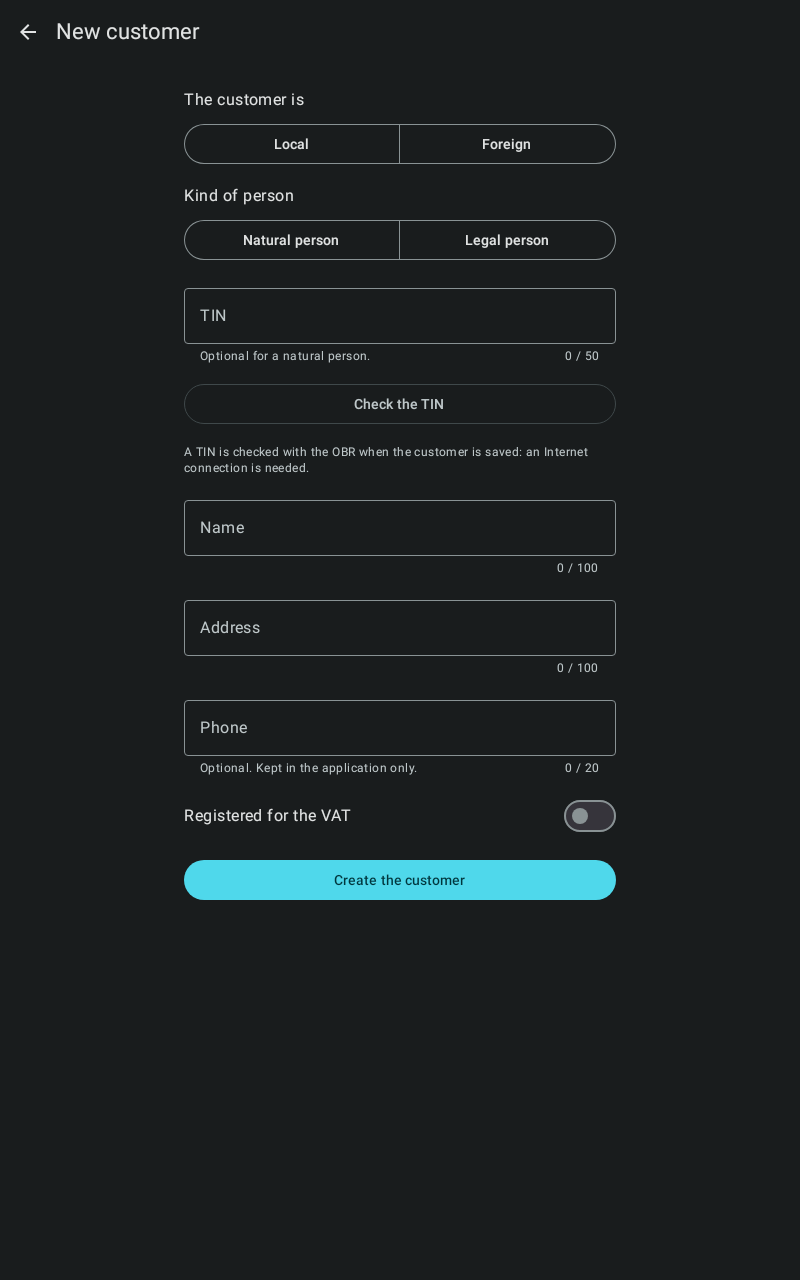 New customer
The customer is
Local
Foreign
Kind of person
Natural person
Legal person
TIN
Optional for a natural person.
0 / 50
Check the TIN
A TIN is checked with the OBR when the customer is saved: an Internet
connection is needed.
Name
0 / 100
Address
0 / 100
Phone
Optional. Kept in the application only.
0 / 20
Registered for the VAT
Create the customer